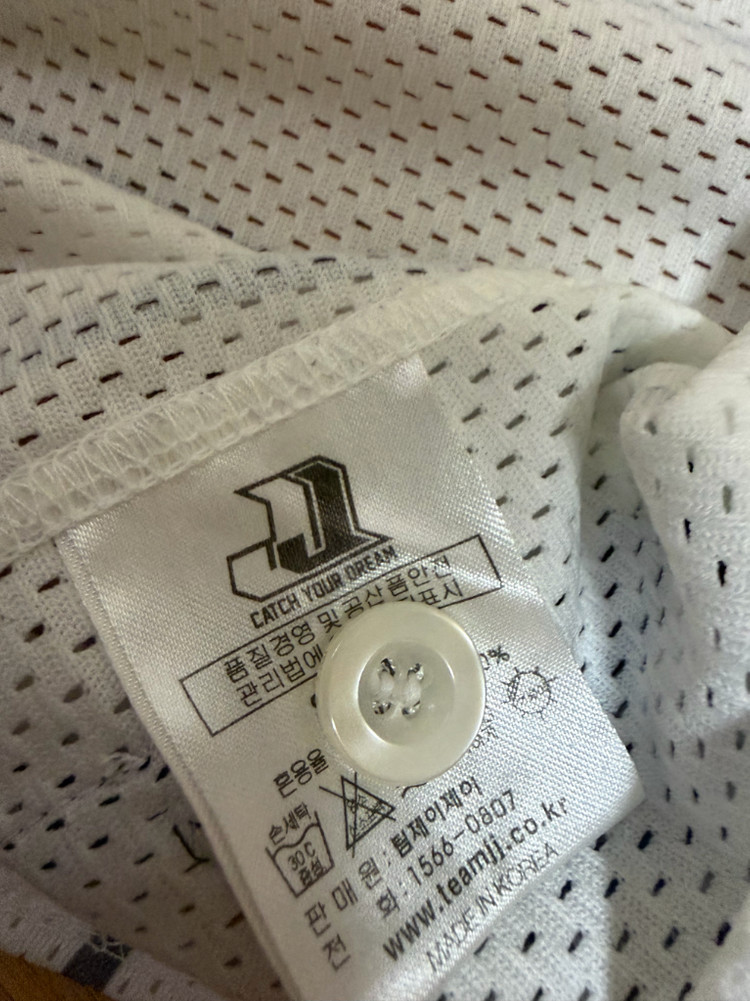 CATCH YOUR DREAM
품질경영 및 공산품안전
관리법에 표시
혼용율 %
손세탁
30℃
중성
판매원 : 팀제이제이
전 화 : 1566-0807
www.teamjj.co.kr
MADE IN KOREA